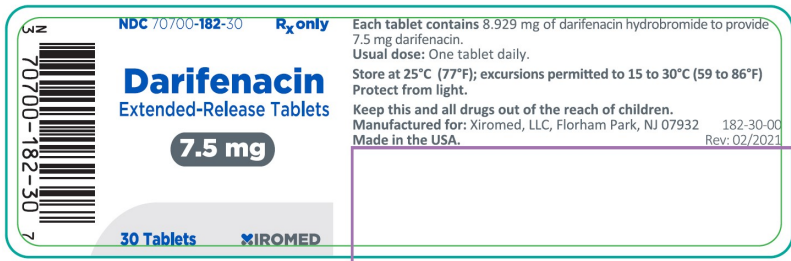 N
3
70700-182-30
7
NDC 70700-182-30 Rx only
Darifenacin
Extended-Release Tablets
7.5 mg
30 Tablets XIROMED
Each tablet contains 8.929 mg of darifenacin hydrobromide to provide
7.5 mg darifenacin.
Usual dose: One tablet daily.
Store at 25°C (77°F); excursions permitted to 15 to 30°C (59 to 86°F)
Protect from light.
Keep this and all drugs out of the reach of children.
Manufactured for: Xiromed, LLC, Florham Park, NJ 07932 182-30-00
Made in the USA. Rev: 02/2021